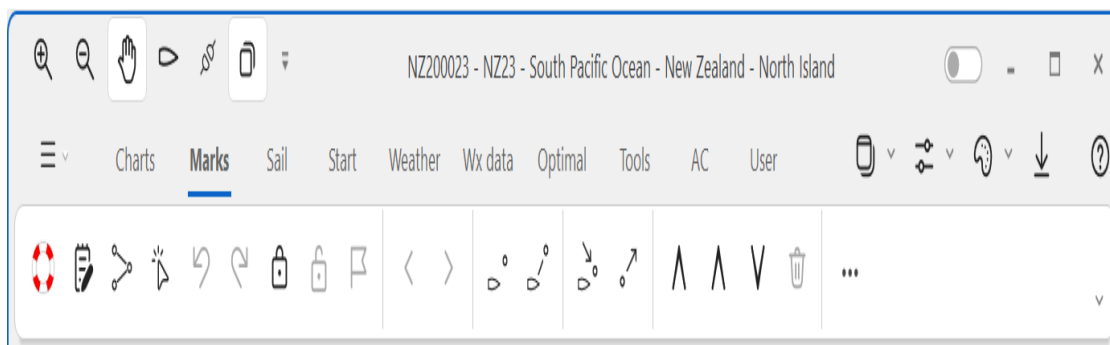 NZ200023 - NZ23 - South Pacific Ocean - New Zealand - North Island
Charts Marks Sail Start Weather Wx data Optimal Tools AC User